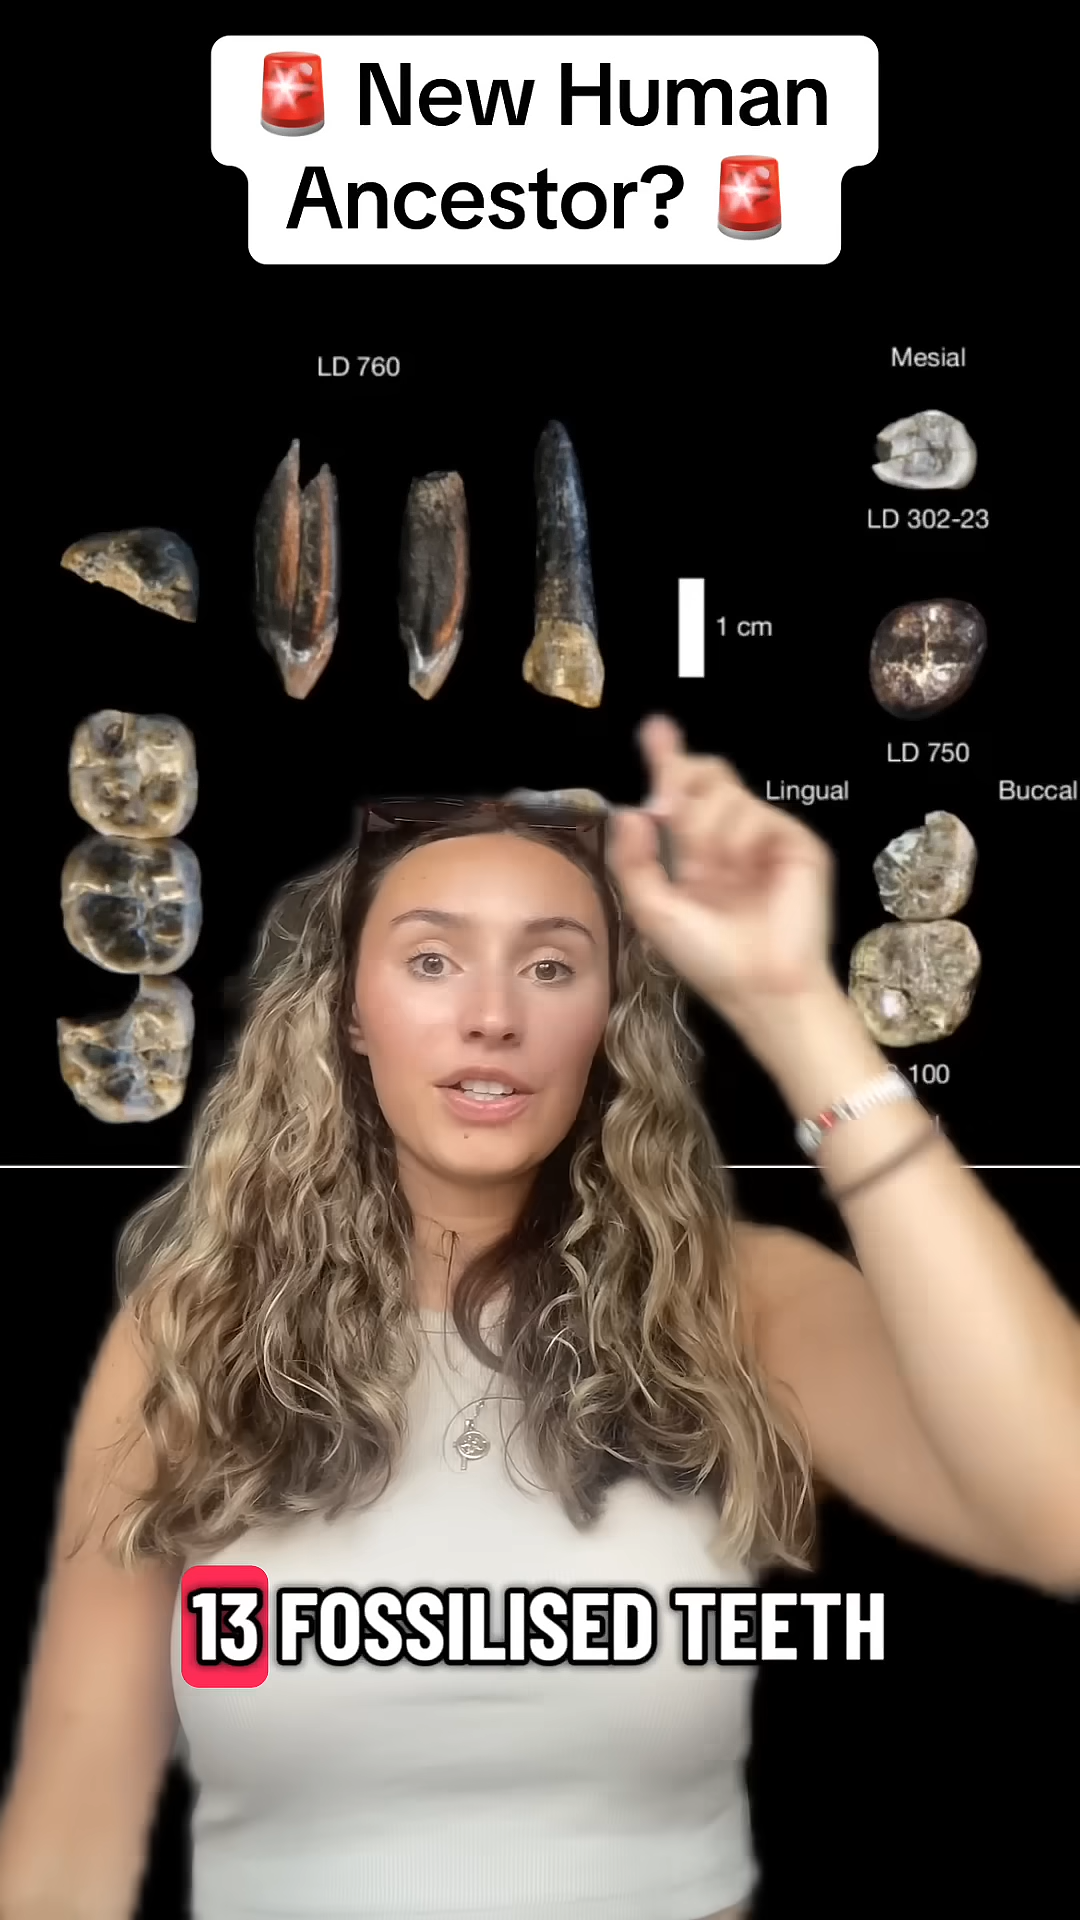 🚨 New Human
Ancestor? 🚨
LD 760
Mesial
LD 302-23
1 cm
LD 750
Lingual
Buccal
100
13 FOSSILISED TEETH